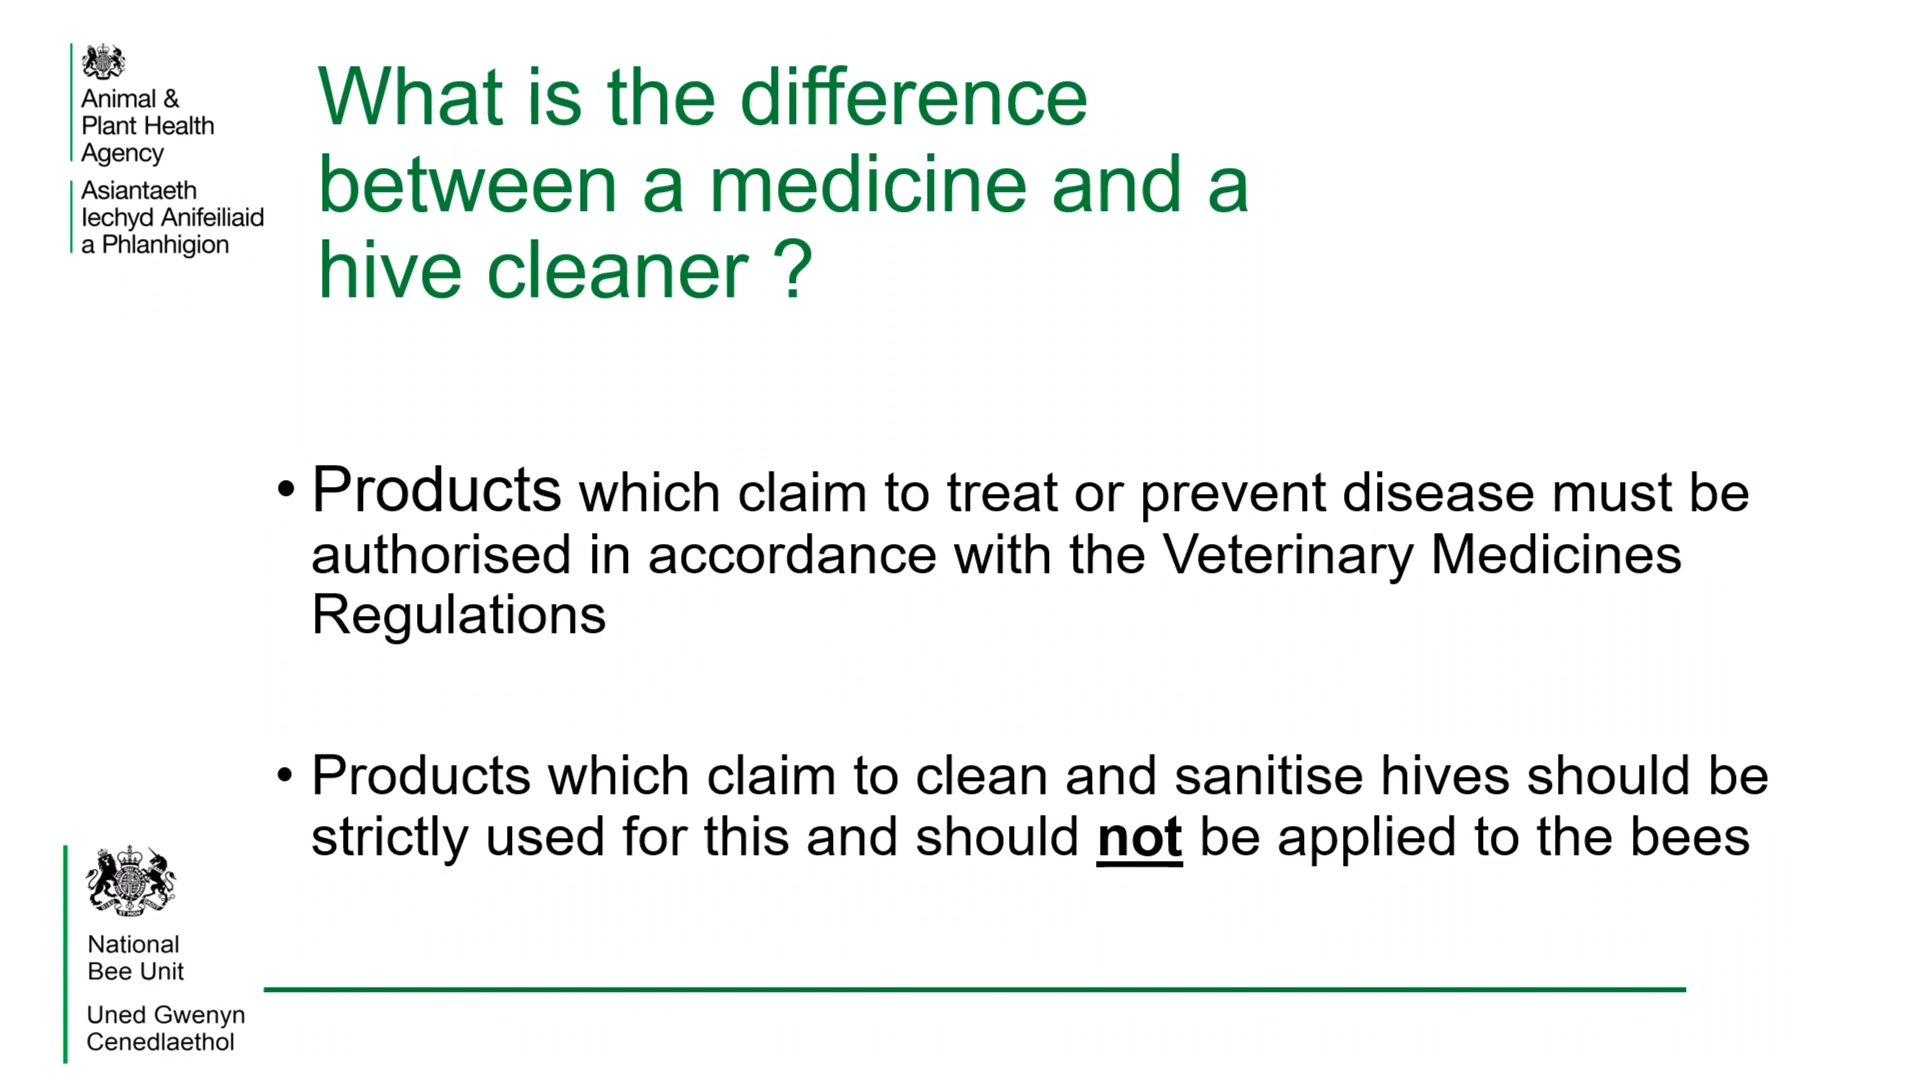 Animal &
Plant Health
Agency
Asiantaeth
Iechyd Anifeiliaid
a Phlanhigion
What is the difference
between a medicine and a
hive cleaner ?
• Products which claim to treat or prevent disease must be
authorised in accordance with the Veterinary Medicines
Regulations
• Products which claim to clean and sanitise hives should be
strictly used for this and should not be applied to the bees
National
Bee Unit
Uned Gwenyn
Cenedlaethol